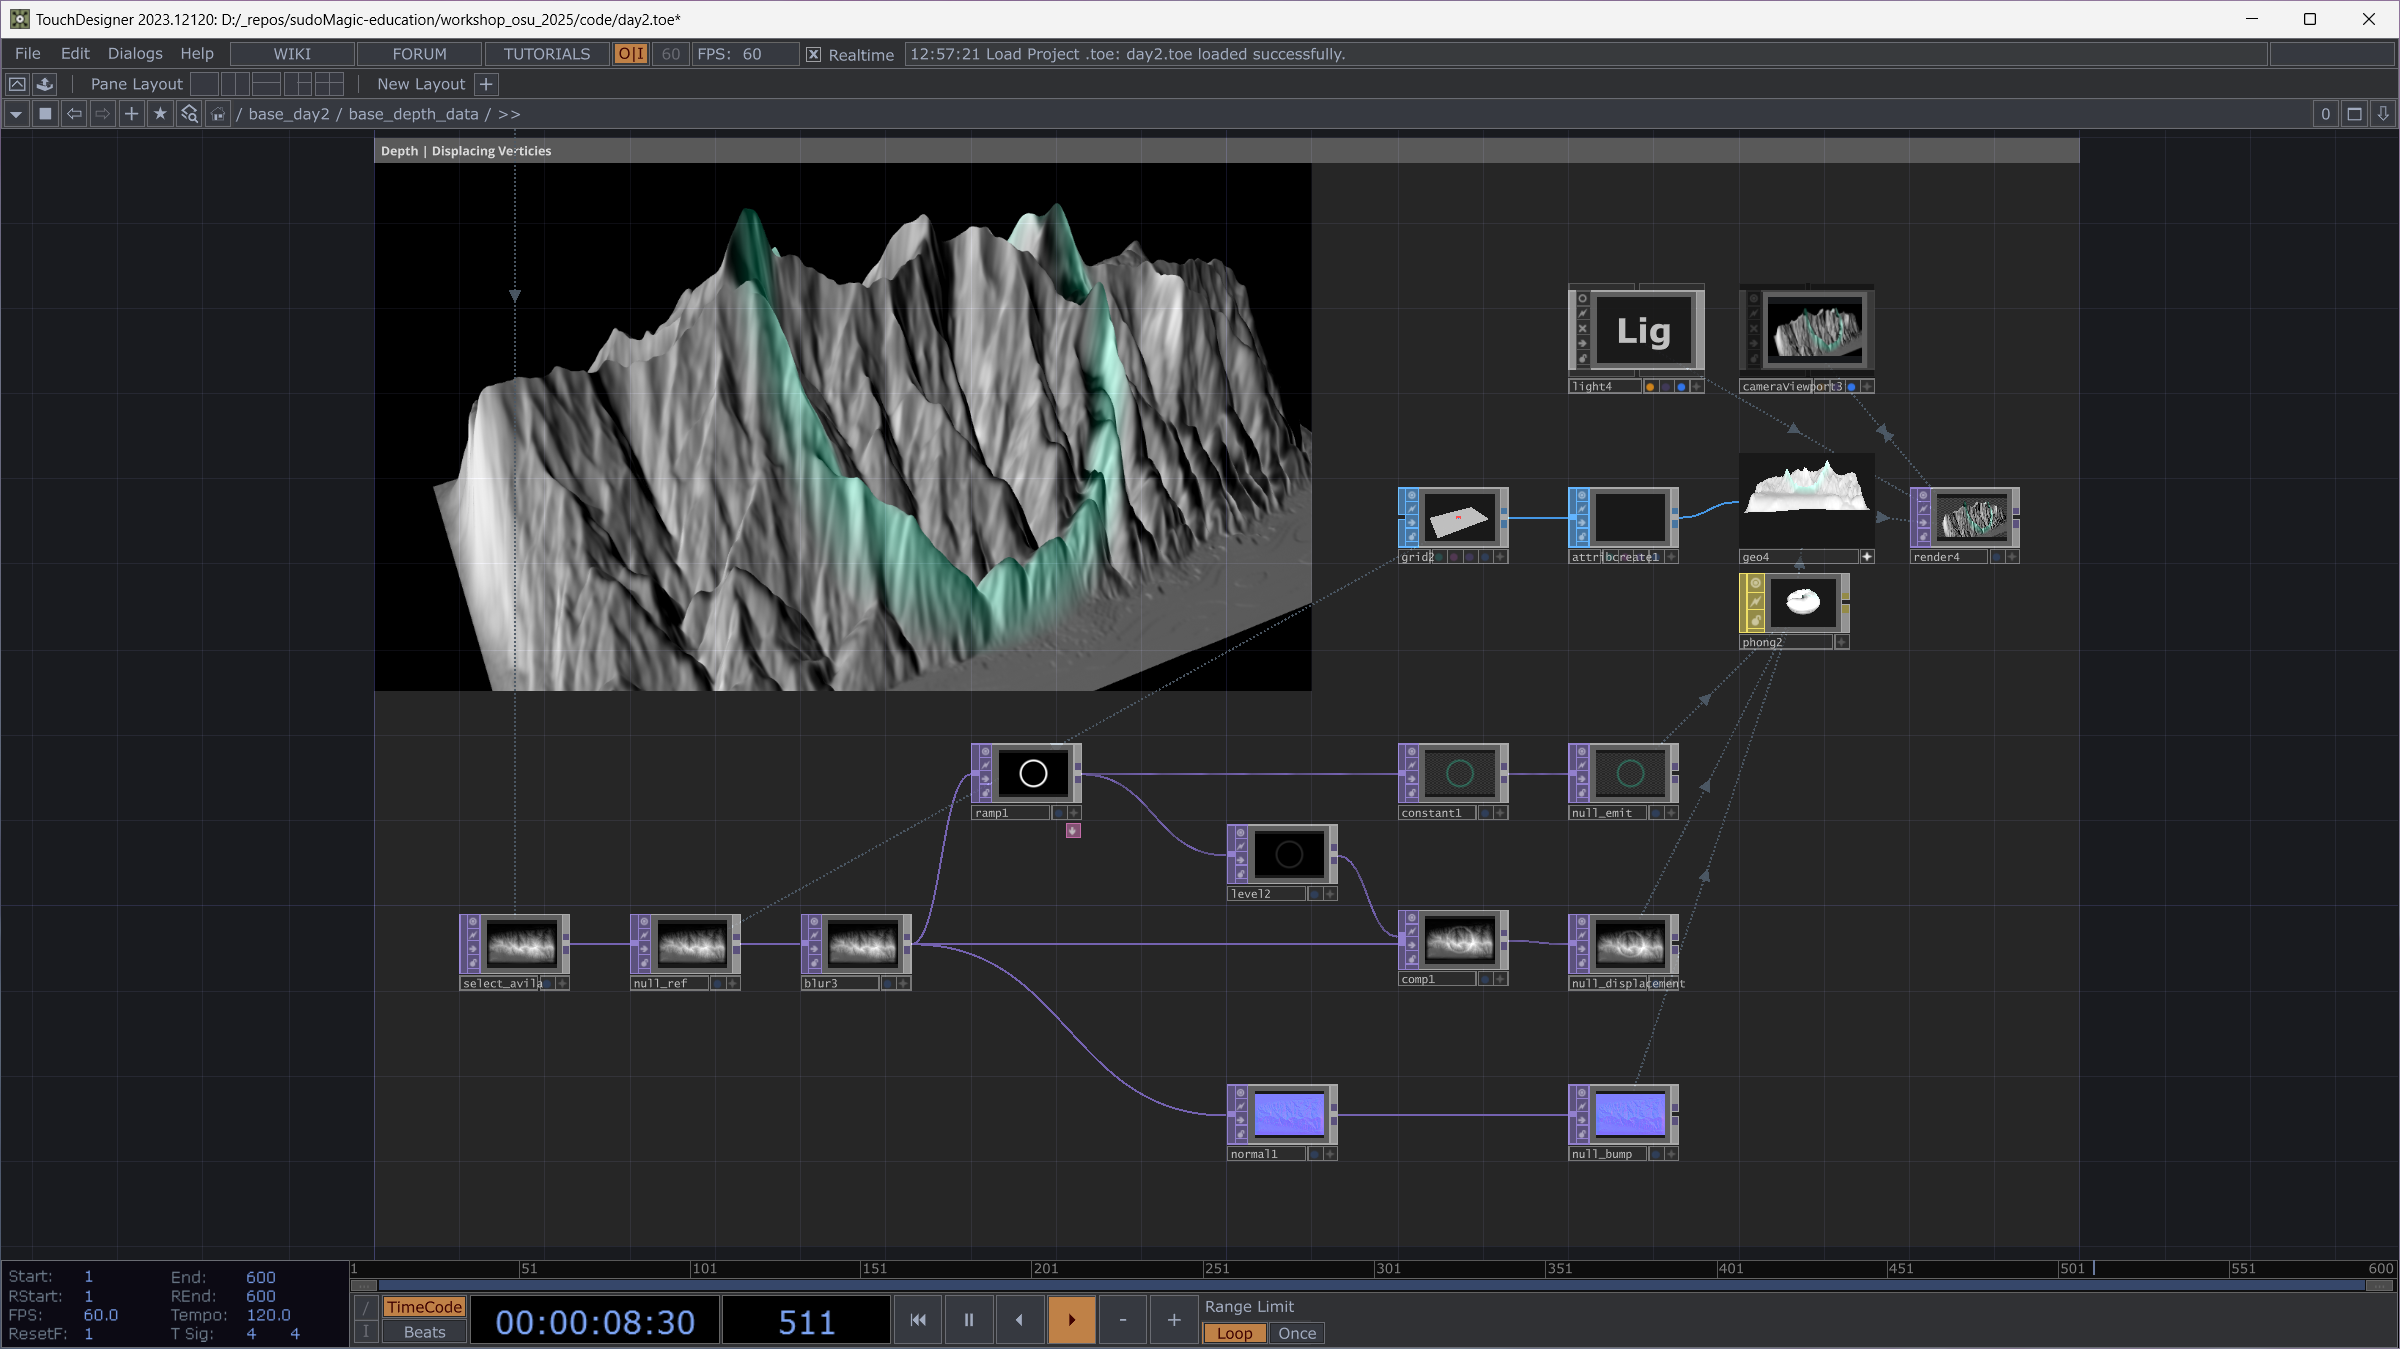 TouchDesigner 2023.12120: D:/_repos/sudoMagic-education/workshop_osu_2025/code/day2.toe*
File Edit Dialogs Help WIKI FORUM TUTORIALS O|I 60 FPS: 60 Realtime 12:57:21 Load Project .toe: day2.toe loaded successfully.
Pane Layout New Layout +
/ base_day2 / base_depth_data / >> 0
Depth | Displacing Verticies
Lig
light4
cameraViewport3
grid2
attribcreate1
geo4
render4
phong2
ramp1
constant1
null_emit
level2
select_avila
null_ref
blur3
comp1
null_displacement
normal1
null_bump
1 51 101 151 201 251 301 351 401 451 501 551 600
Start: 1 End: 600
RStart: 1 REnd: 600
FPS: 60.0 Tempo: 120.0
ResetF: 1 T Sig: 4 4
/ TimeCode
I Beats
00:00:08:30
511
- +
Range Limit
Loop Once